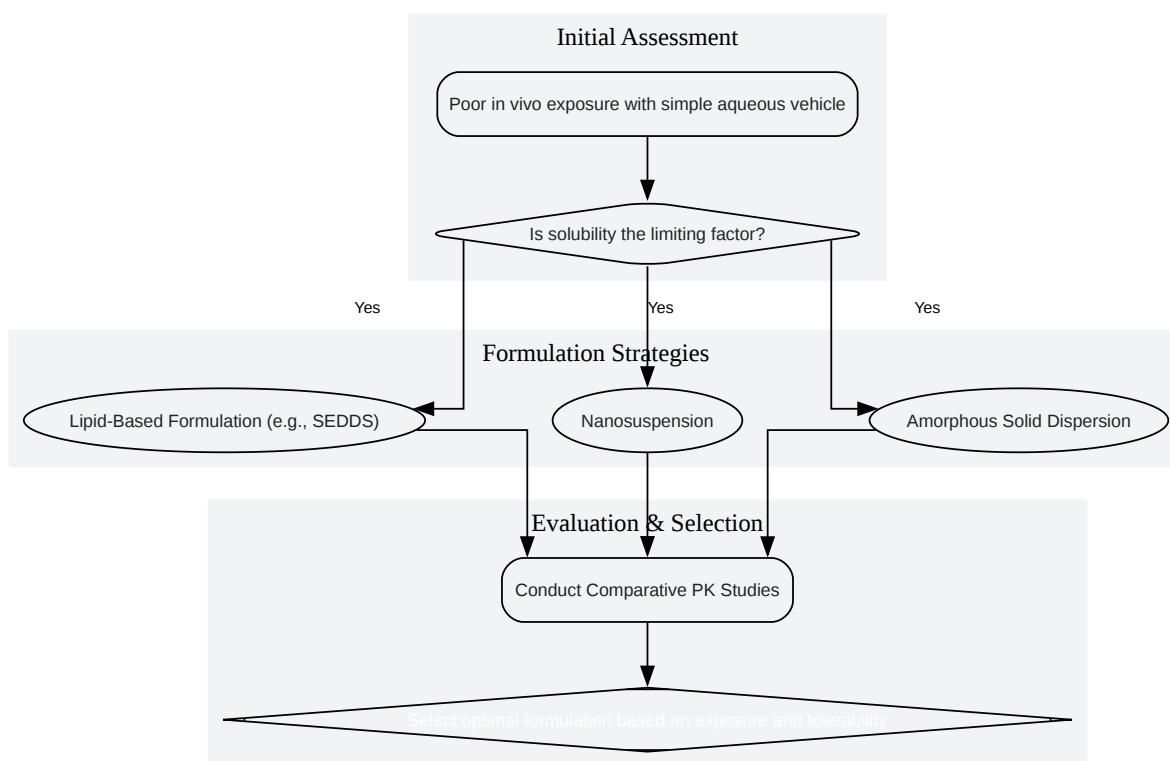 Initial Assessment
Poor in vivo exposure with simple aqueous vehicle
Is solubility the limiting factor?
Yes
Yes
Yes
Formulation Strategies
Lipid-Based Formulation (e.g., SEDDS)
Nanosuspension
Amorphous Solid Dispersion
Evaluation & Selection
Conduct Comparative PK Studies
Select optimal formulation based on exposure and tolerability